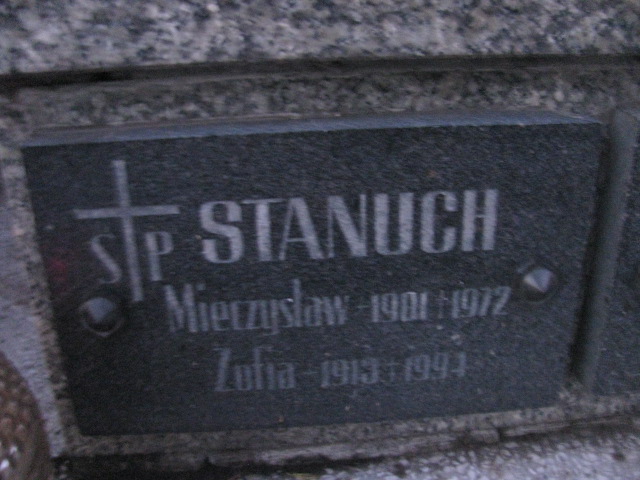 S P
STANUCH
Mieczysław -1901+1972
Zofia -1913+1994